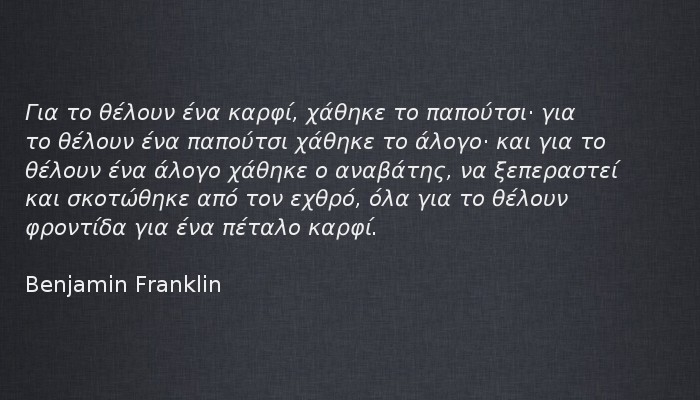 Για το θέλουν ένα καρφί, χάθηκε το παπούτσι· για
το θέλουν ένα παπούτσι χάθηκε το άλογο· και για το
θέλουν ένα άλογο χάθηκε ο αναβάτης, να ξεπεραστεί
και σκοτώθηκε από τον εχθρό, όλα για το θέλουν
φροντίδα για ένα πέταλο καρφί.
Benjamin Franklin